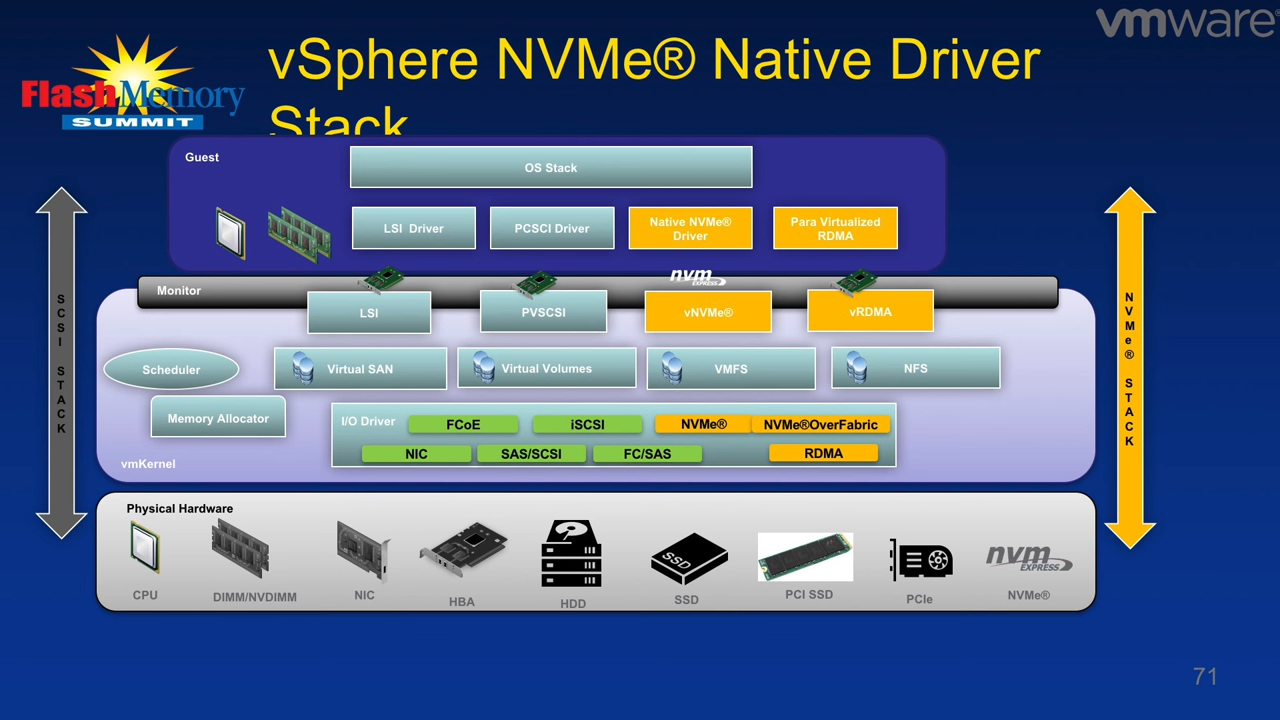 vmware®
vSphere NVMe® Native Driver
Stack
FlashMemory
SUMMIT
Guest
OS Stack
LSI Driver
PCSCI Driver
Native NVMe®
Driver
Para Virtualized
RDMA
Monitor
nvm
EXPRESS
LSI
PVSCSI
vNVMe®
vRDMA
SCSI STACK
NVMe® STACK
Scheduler
Virtual SAN
Virtual Volumes
VMFS
NFS
Memory Allocator
I/O Driver
FCoE
iSCSI
NVMe®
NVMe®OverFabric
NIC
SAS/SCSI
FC/SAS
RDMA
vmKernel
Physical Hardware
SSD
nvm
EXPRESS
CPU
DIMM/NVDIMM
NIC
HBA
HDD
SSD
PCI SSD
PCIe
NVMe®
71